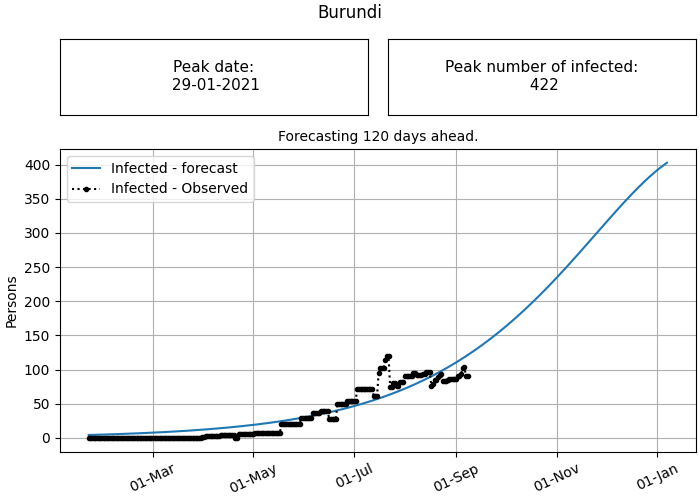 Burundi
Peak date:
29-01-2021
Peak number of infected:
422
Forecasting 120 days ahead.
Infected - forecast
Infected - Observed
Persons
400
350
300
250
200
150
100
50
0
01-Mar
01-May
01-Jul
01-Sep
01-Nov
01-Jan